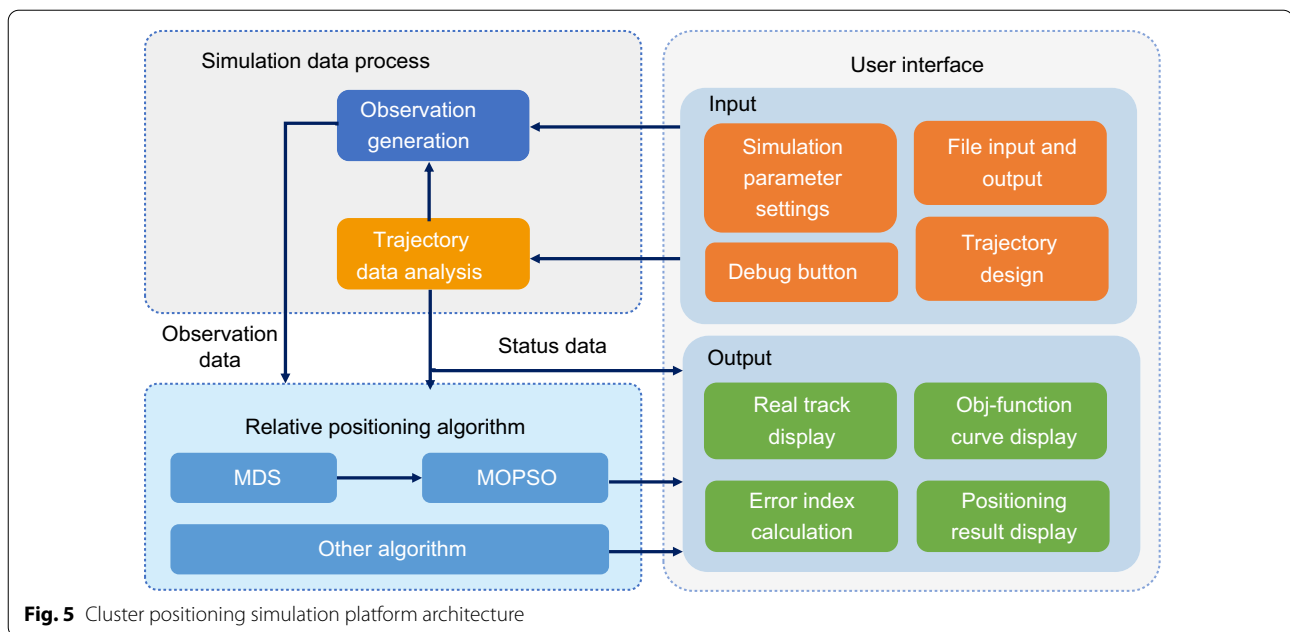 Simulation data process
Observation
generation
Trajectory
data analysis
Observation
data
Status data
Relative positioning algorithm
MDS
MOPSO
Other algorithm
User interface
Input
Simulation
parameter
settings
File input and
output
Debug button
Trajectory
design
Output
Real track
display
Obj-function
curve display
Error index
calculation
Positioning
result display
Fig. 5 Cluster positioning simulation platform architecture